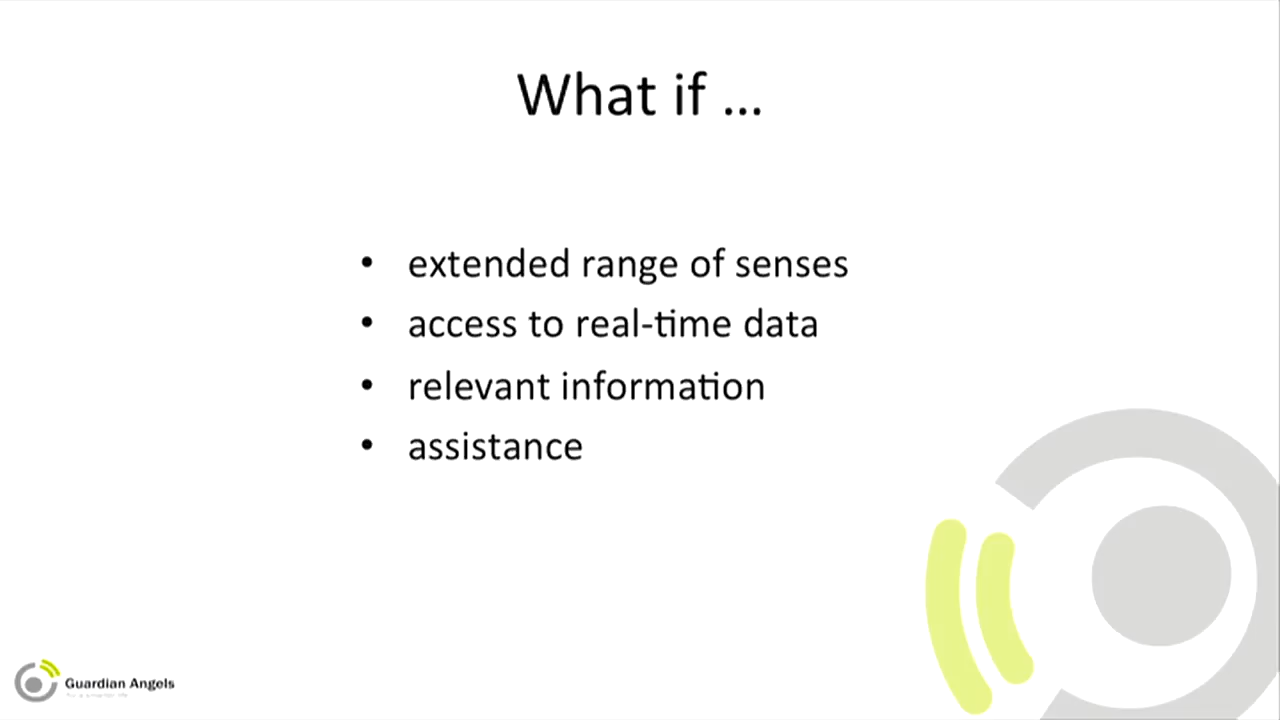 What if ...
• extended range of senses
• access to real-time data
• relevant information
• assistance
Guardian Angels